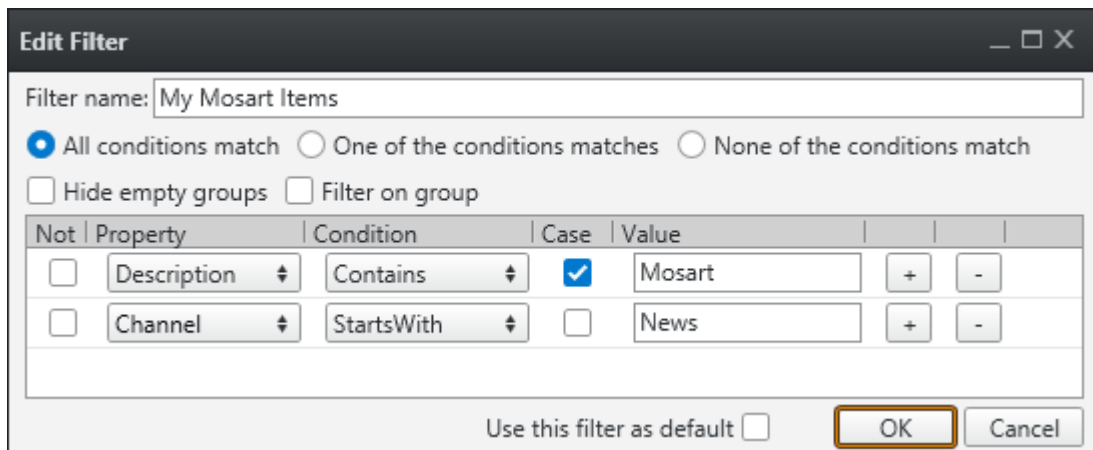 Edit Filter
Filter name: My Mosart Items
All conditions match One of the conditions matches None of the conditions match
Hide empty groups Filter on group
Not Property Condition Case Value
Description Contains Mosart + -
Channel StartsWith News + -
Use this filter as default OK Cancel